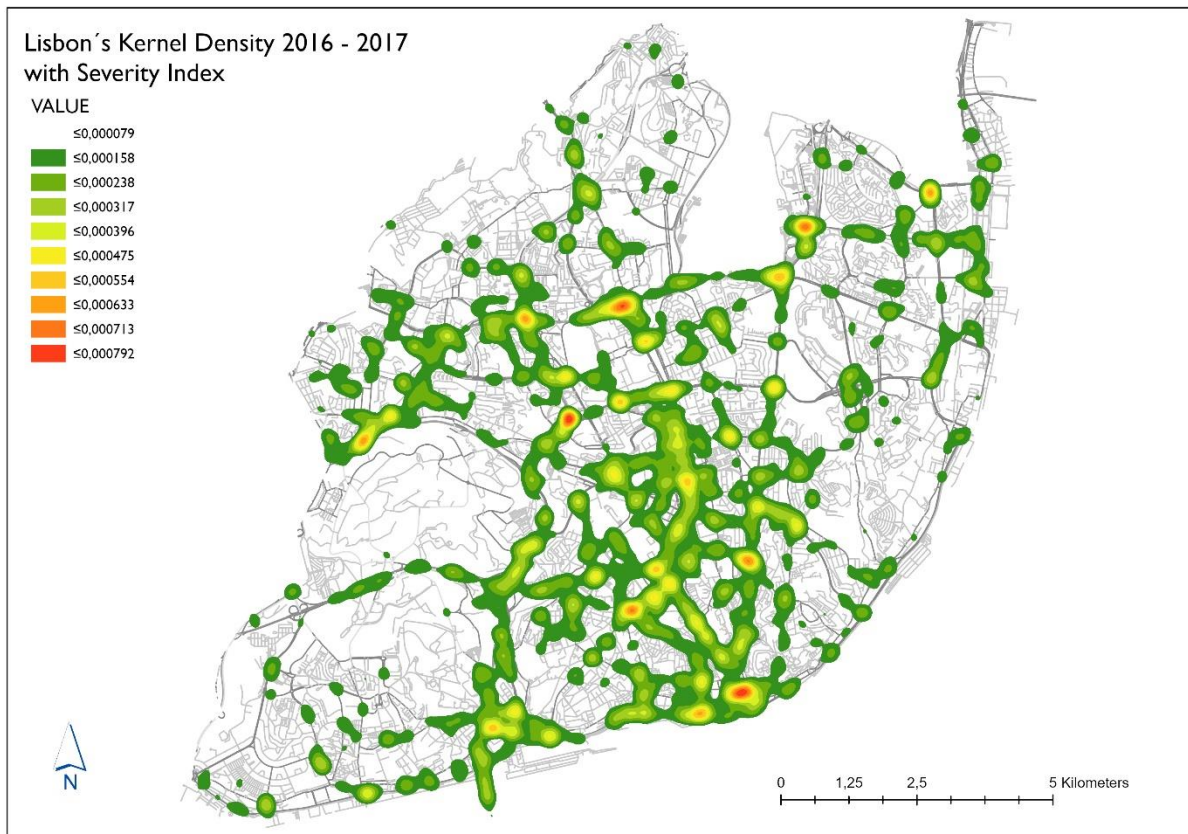 Lisbon´s Kernel Density 2016 - 2017
with Severity Index
VALUE
≤0,000079
≤0,000158
≤0,000238
≤0,000317
≤0,000396
≤0,000475
≤0,000554
≤0,000633
≤0,000713
≤0,000792
N
0 1,25 2,5 5 Kilometers